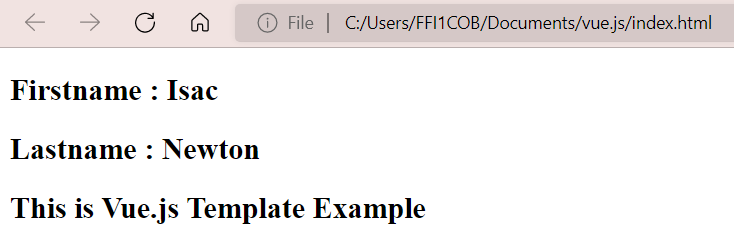 File | C:/Users/FFI1COB/Documents/vue.js/index.html
Firstname : Isac
Lastname : Newton
This is Vue.js Template Example